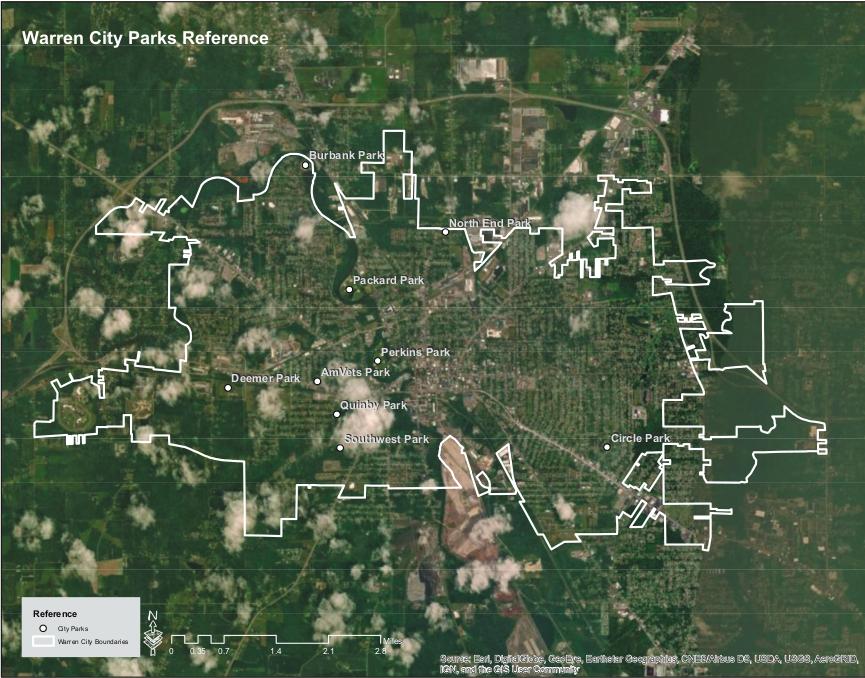 Warren City Parks Reference
Burbank Park
North End Park
Packard Park
Perkins Park
AmVets Park
Deemer Park
Quinby Park
Southwest Park
Circle Park
Reference
City Parks
Warren City Boundaries
N
Miles
0 0.35 0.7 1.4 2.1 2.8
Source: Esri, DigitalGlobe, GeoEye, Earthstar Geographics, CNES/Airbus DS, USDA, USGS, AeroGRID,
IGN, and the GIS User Community